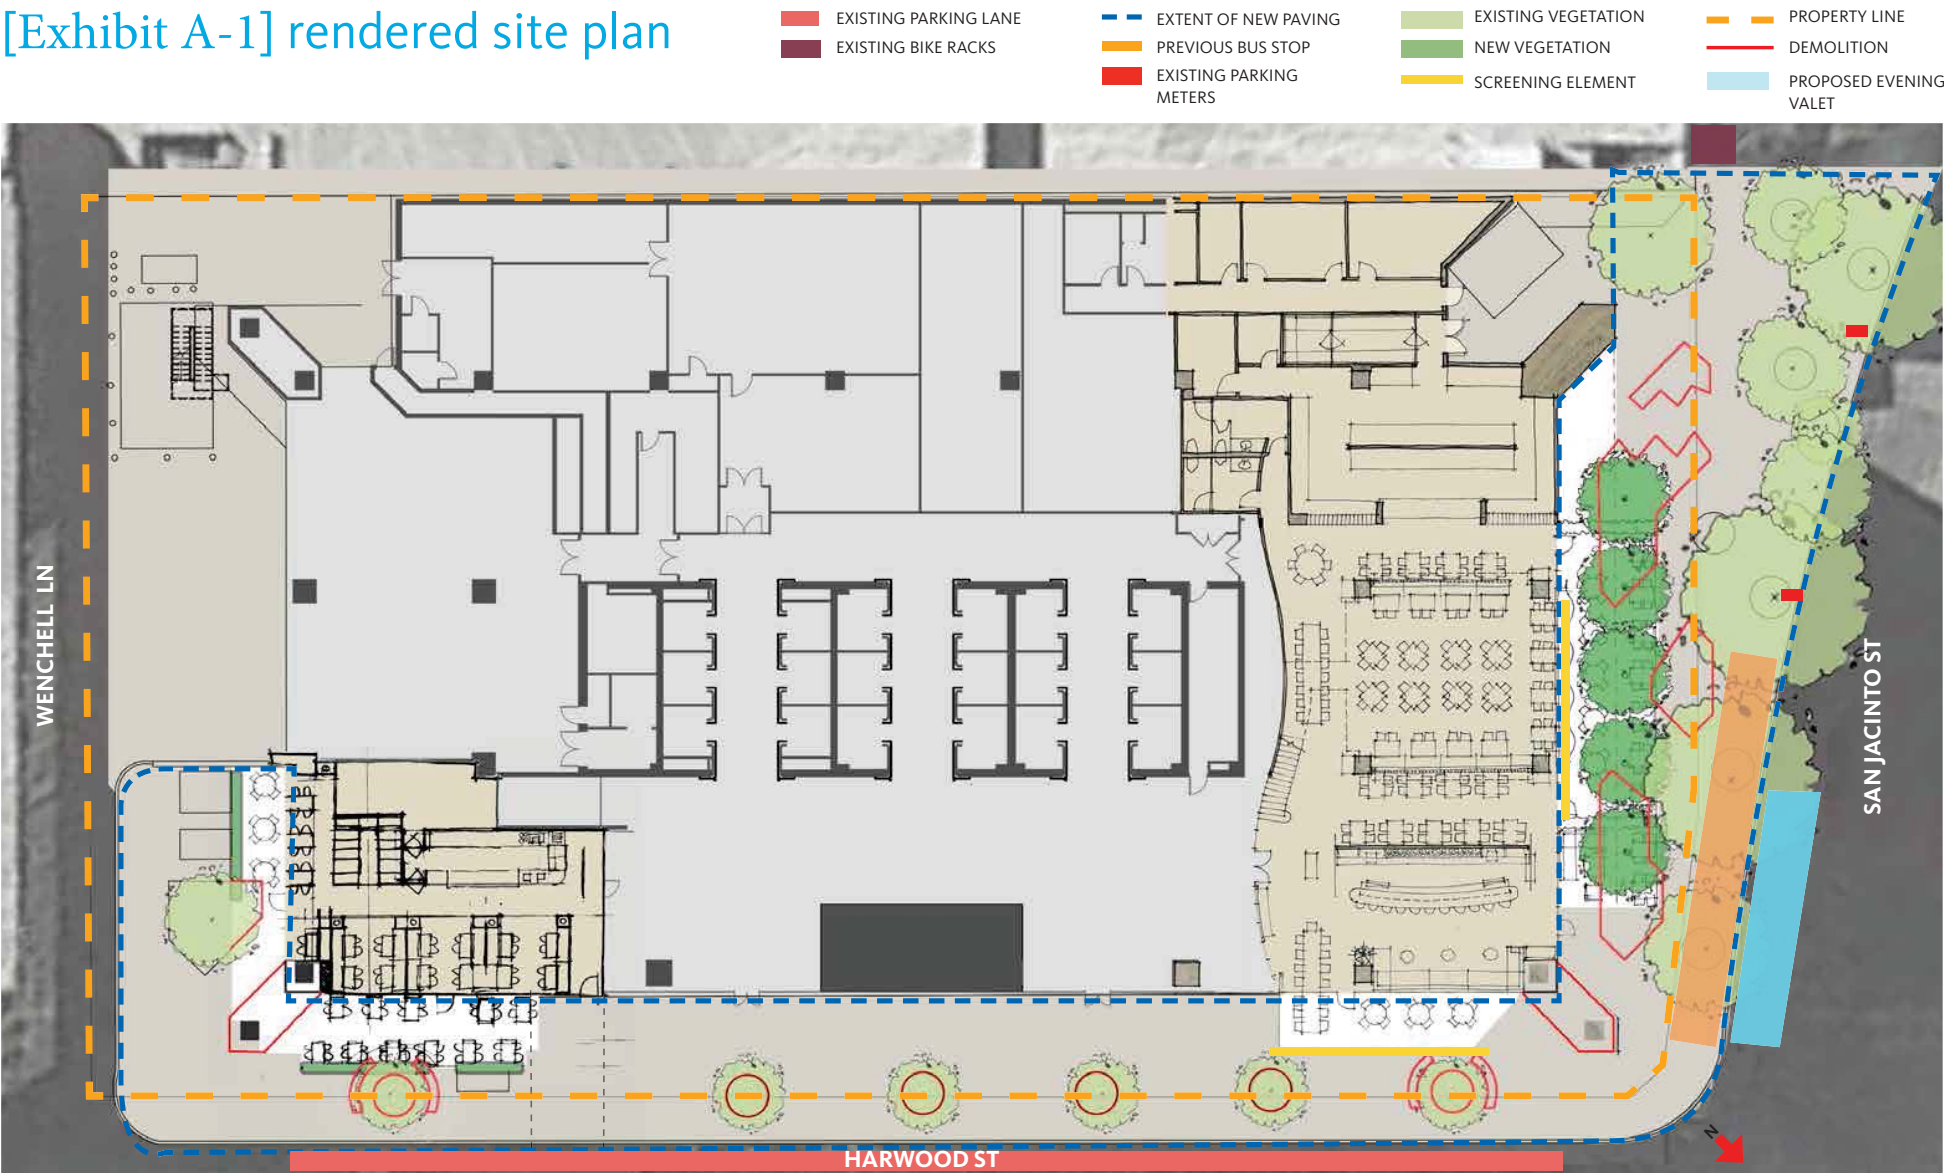 [Exhibit A-1] rendered site plan
EXISTING PARKING LANE
EXISTING BIKE RACKS
EXTENT OF NEW PAVING
PREVIOUS BUS STOP
EXISTING PARKING
METERS
EXISTING VEGETATION
NEW VEGETATION
SCREENING ELEMENT
PROPERTY LINE
DEMOLITION
PROPOSED EVENING
VALET
WENCHELL LN
SAN JACINTO ST
HARWOOD ST
N